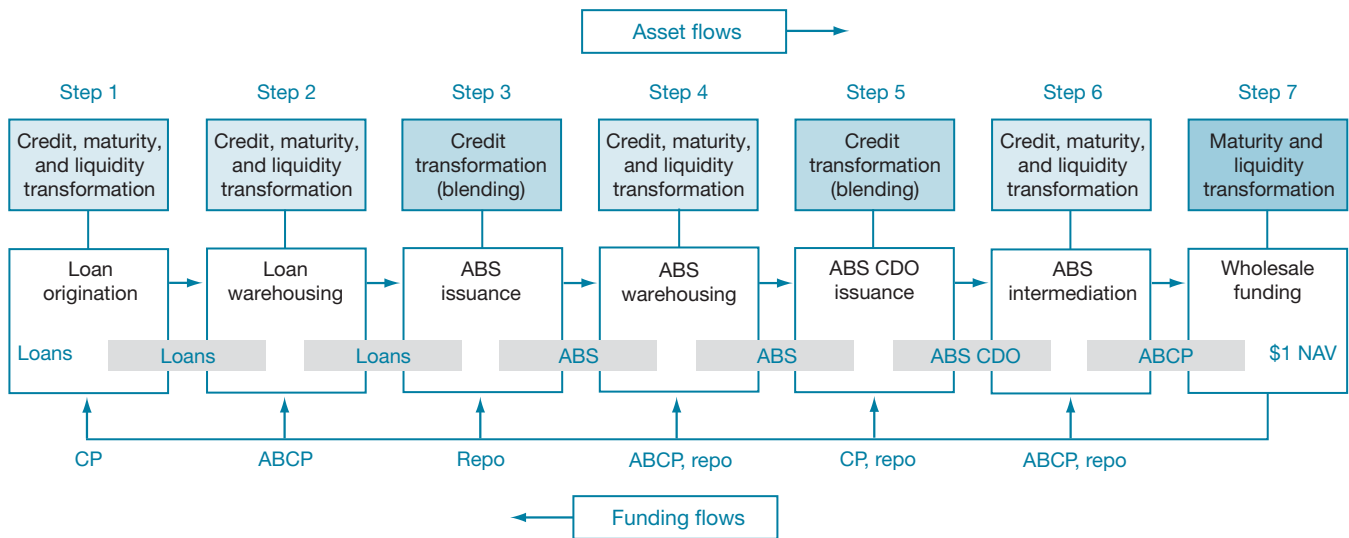 Asset flows
Step 1
Step 2
Step 3
Step 4
Step 5
Step 6
Step 7
Credit, maturity,
and liquidity
transformation
Credit, maturity,
and liquidity
transformation
Credit
transformation
(blending)
Credit, maturity,
and liquidity
transformation
Credit
transformation
(blending)
Credit, maturity,
and liquidity
transformation
Maturity and
liquidity
transformation
Loan
origination
Loan
warehousing
ABS
issuance
ABS
warehousing
ABS CDO
issuance
ABS
intermediation
Wholesale
funding
Loans
Loans
Loans
ABS
ABS
ABS CDO
ABCP
$1 NAV
CP
ABCP
Repo
ABCP, repo
CP, repo
ABCP, repo
Funding flows